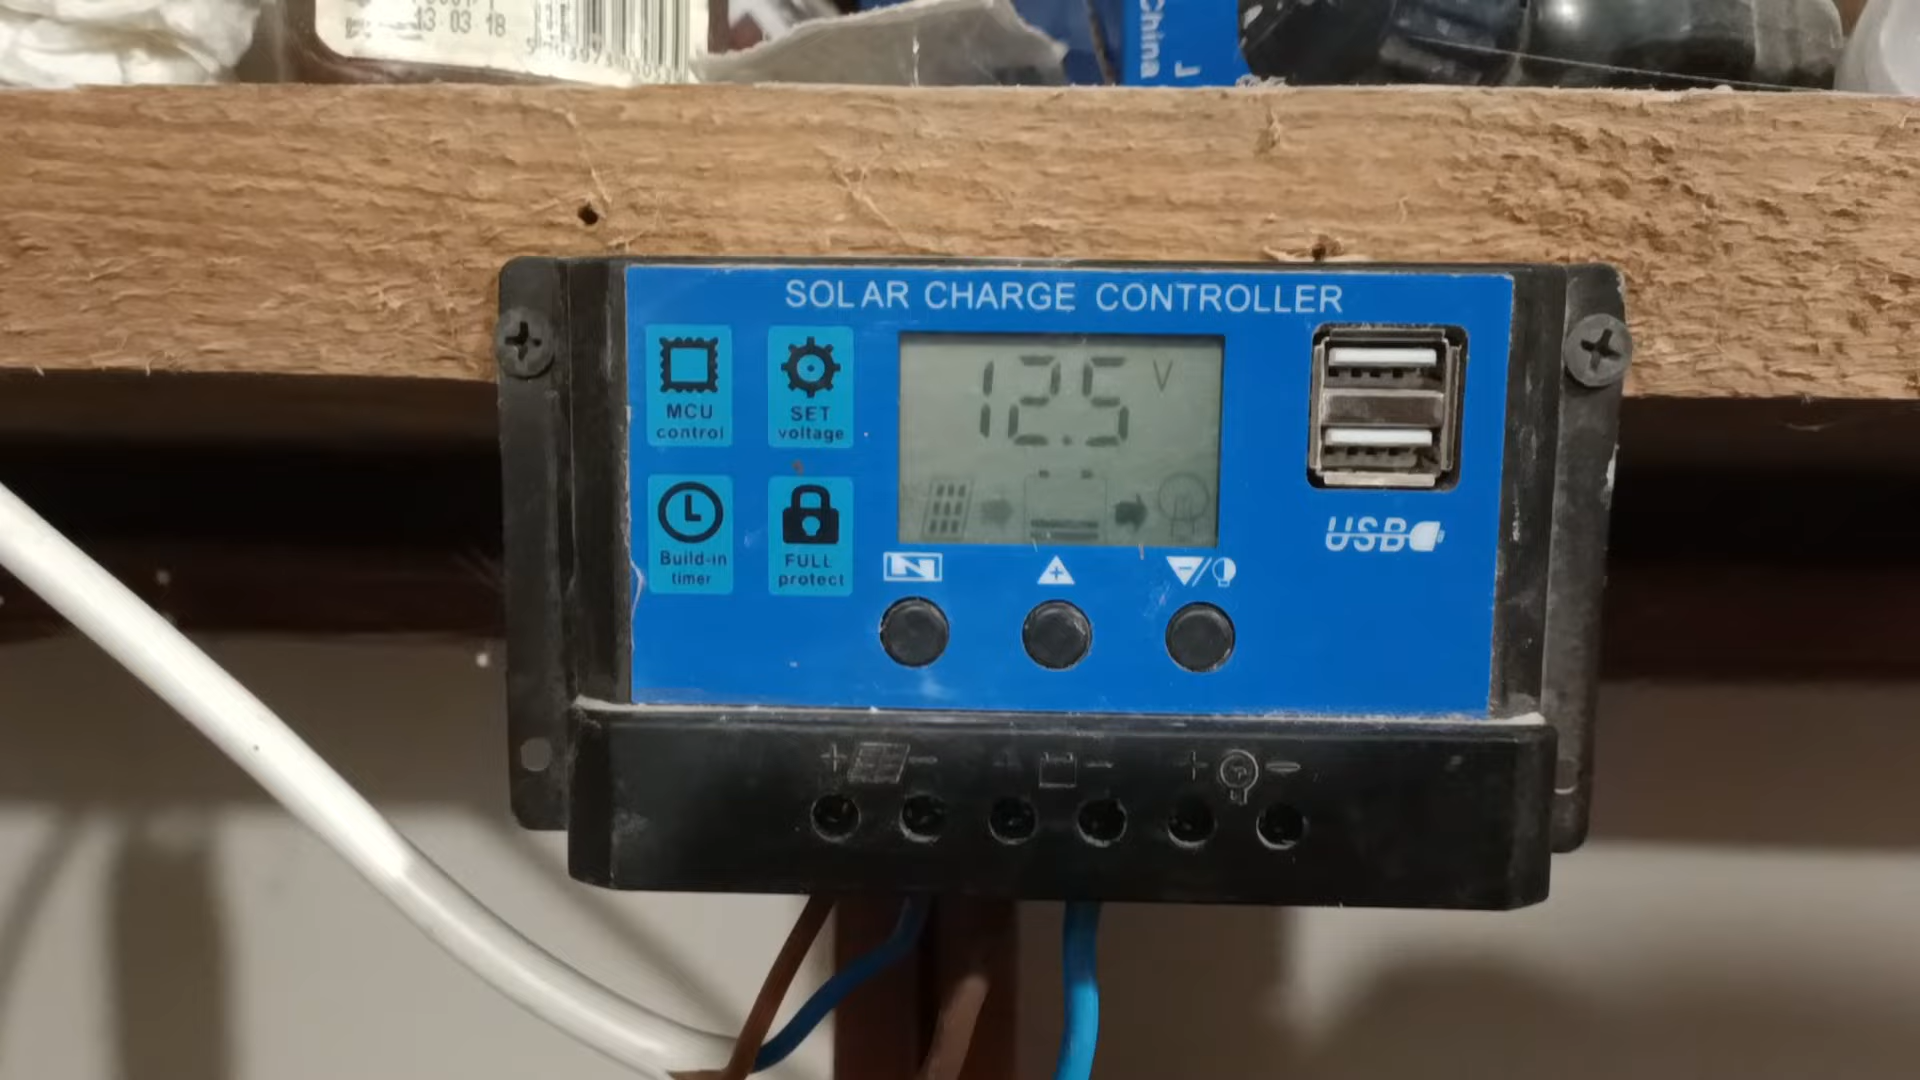 13 03 18
China
SOLAR CHARGE CONTROLLER
12.5 V
MCU
control
SET
voltage
Build-in
timer
FULL
protect
USB